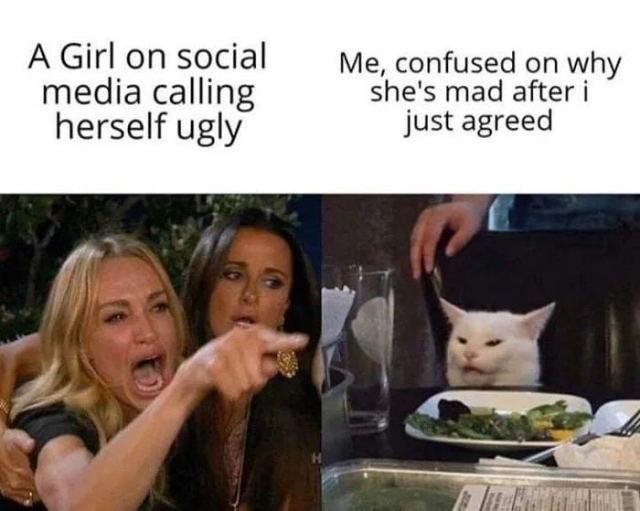 A Girl on social
media calling
herself ugly
Me, confused on why
she's mad after i
just agreed